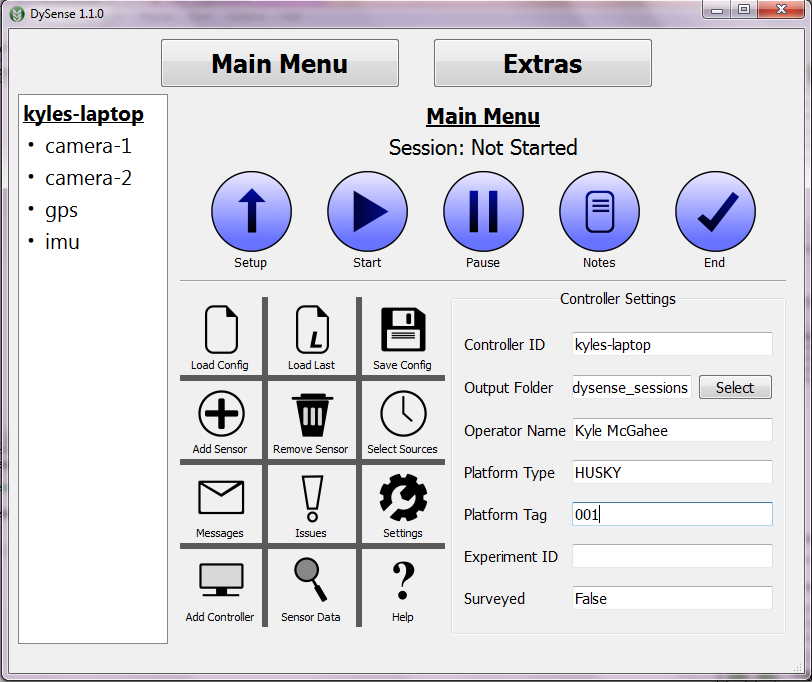 DySense 1.1.0
Main Menu Extras
kyles-laptop
• camera-1
• camera-2
• gps
• imu
Main Menu
Session: Not Started
Setup Start Pause Notes End
Load Config L Load Last Save Config
Add Sensor Remove Sensor Select Sources
Messages Issues Settings
Add Controller Sensor Data ? Help
Controller Settings
Controller ID kyles-laptop
Output Folder dysense_sessions Select
Operator Name Kyle McGahee
Platform Type HUSKY
Platform Tag 001
Experiment ID
Surveyed False